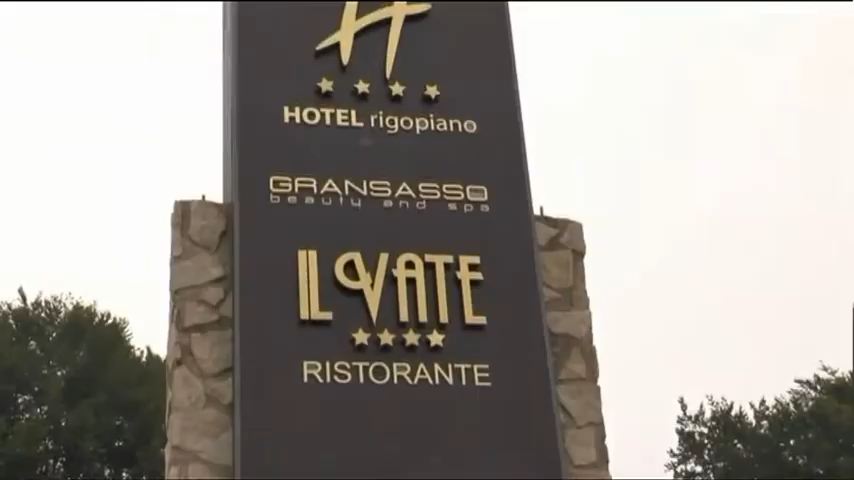 H
HOTEL rigopiano
GRANSASSO
beauty and spa
IL VATE
RISTORANTE